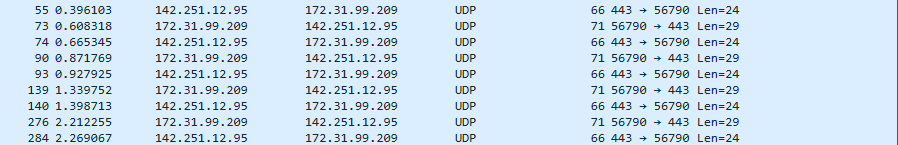 55 0.396103 142.251.12.95 172.31.99.209 UDP 66 443 → 56790 Len=24
73 0.608318 172.31.99.209 142.251.12.95 UDP 71 56790 → 443 Len=29
74 0.665345 142.251.12.95 172.31.99.209 UDP 66 443 → 56790 Len=24
90 0.871769 172.31.99.209 142.251.12.95 UDP 71 56790 → 443 Len=29
93 0.927925 142.251.12.95 172.31.99.209 UDP 66 443 → 56790 Len=24
139 1.339752 172.31.99.209 142.251.12.95 UDP 71 56790 → 443 Len=29
140 1.398713 142.251.12.95 172.31.99.209 UDP 66 443 → 56790 Len=24
276 2.212255 172.31.99.209 142.251.12.95 UDP 71 56790 → 443 Len=29
284 2.269067 142.251.12.95 172.31.99.209 UDP 66 443 → 56790 Len=24